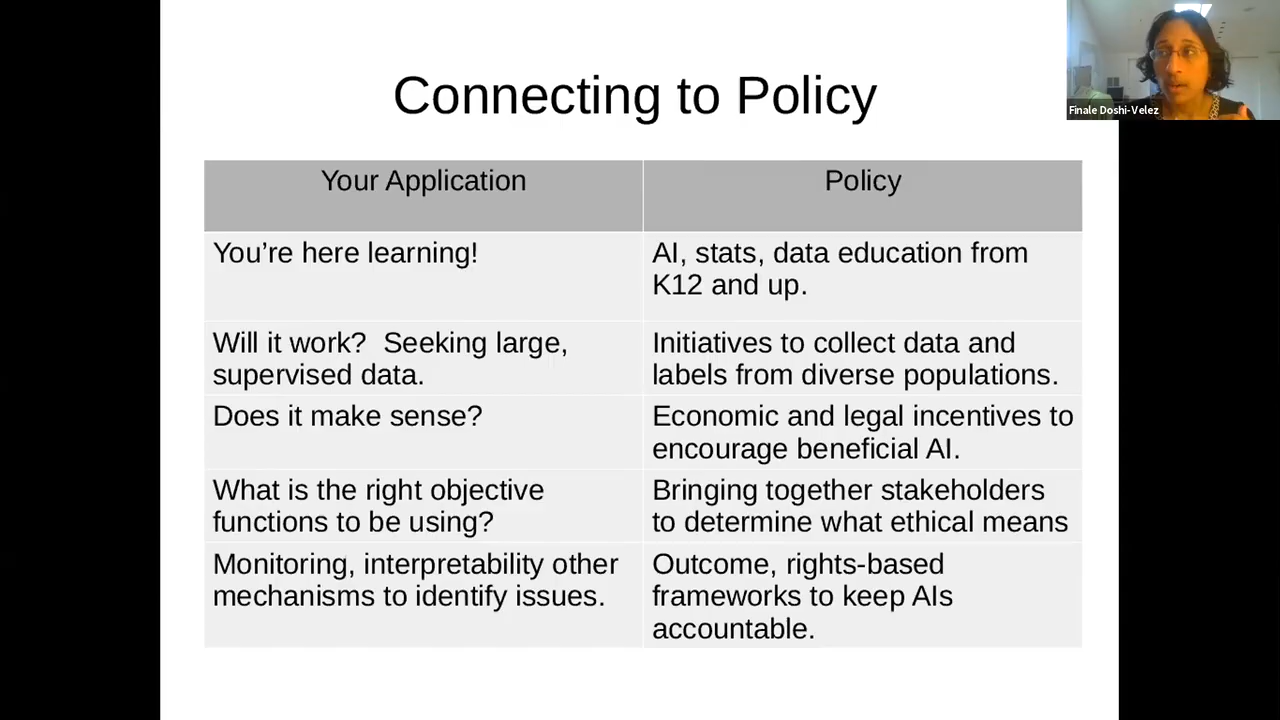 Connecting to Policy
Finale Doshi-Velez
Your Application
Policy
You're here learning!
AI, stats, data education from
K12 and up.
Will it work?  Seeking large,
supervised data.
Initiatives to collect data and
labels from diverse populations.
Does it make sense?
Economic and legal incentives to
encourage beneficial AI.
What is the right objective
functions to be using?
Bringing together stakeholders
to determine what ethical means
Monitoring, interpretability other
mechanisms to identify issues.
Outcome, rights-based
frameworks to keep AIs
accountable.